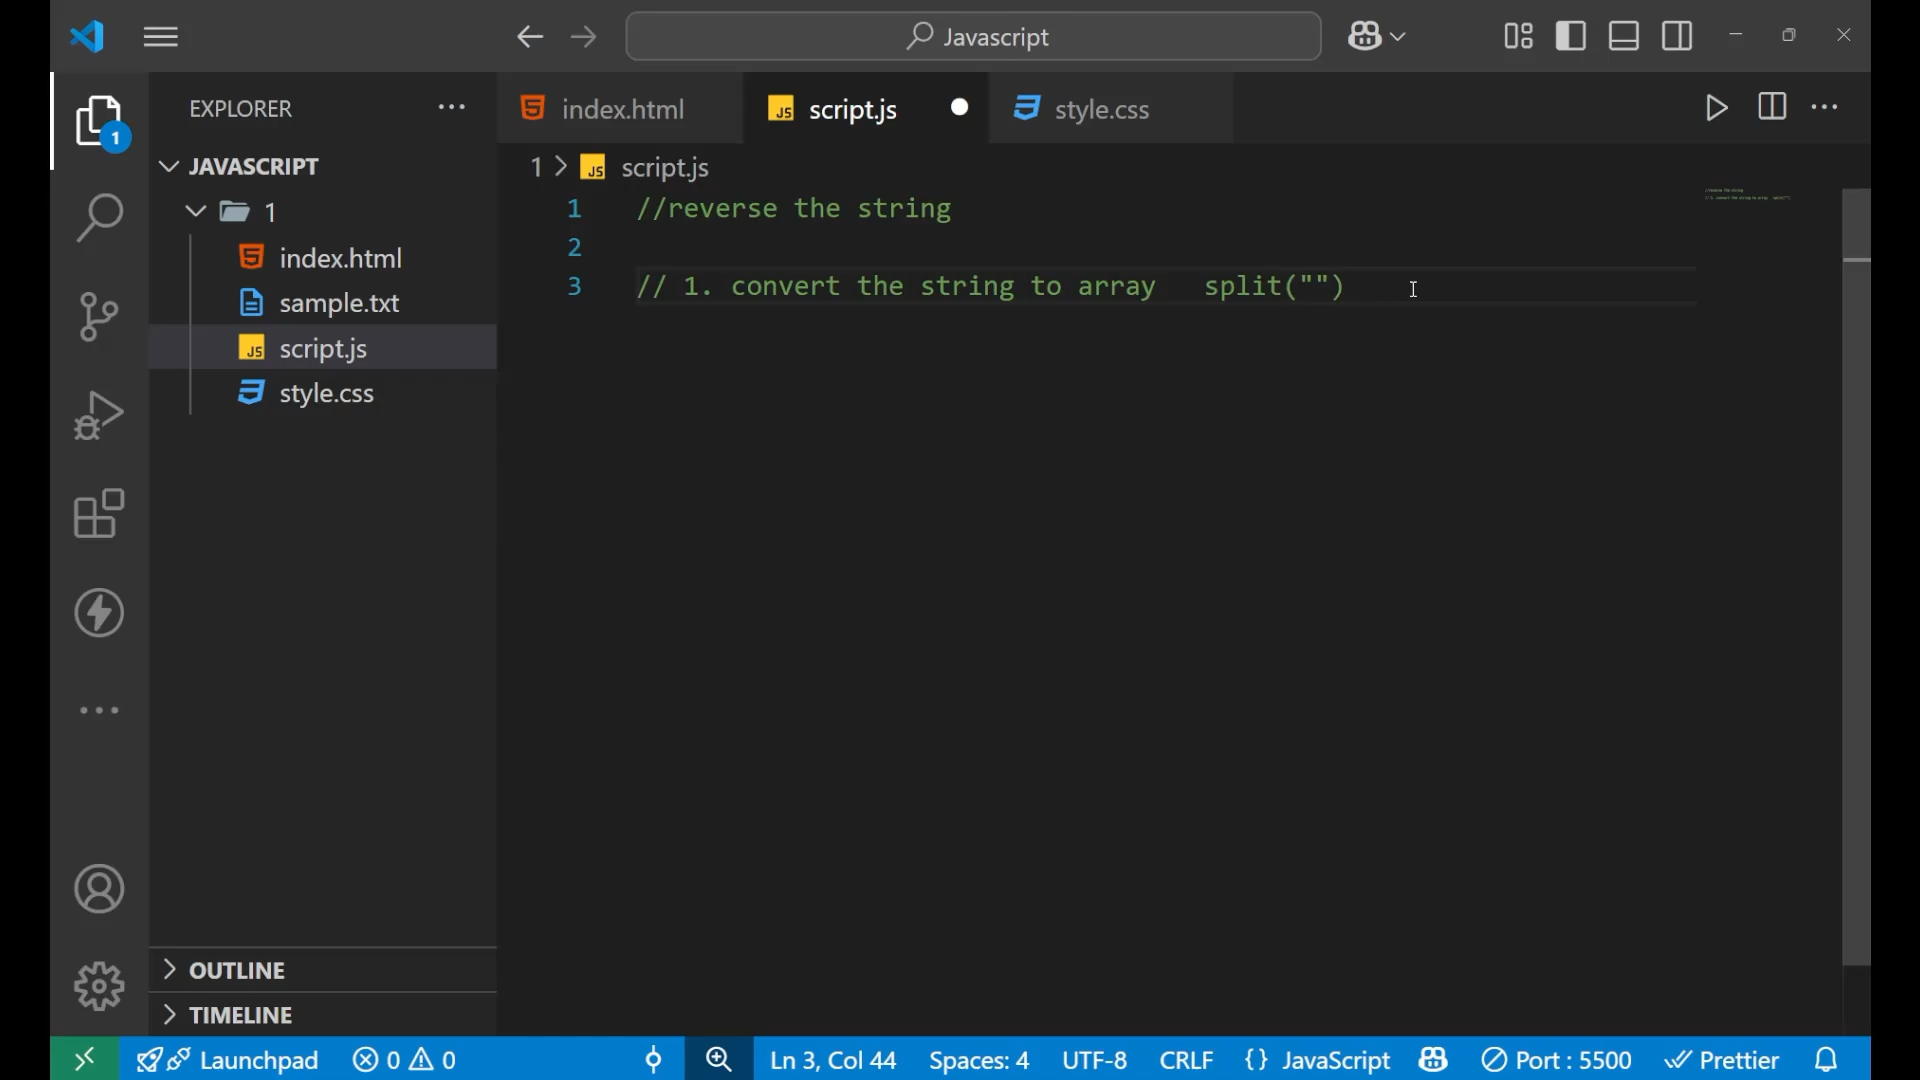 Javascript
EXPLORER
index.html
script.js
style.css
1
JAVASCRIPT
1
index.html
sample.txt
script.js
style.css
1 > script.js
1 //reverse the string
2
3 // 1. convert the string to array   split("")
OUTLINE
TIMELINE
Launchpad 0 0 Ln 3, Col 44 Spaces: 4 UTF-8 CRLF {} JavaScript Port : 5500 Prettier